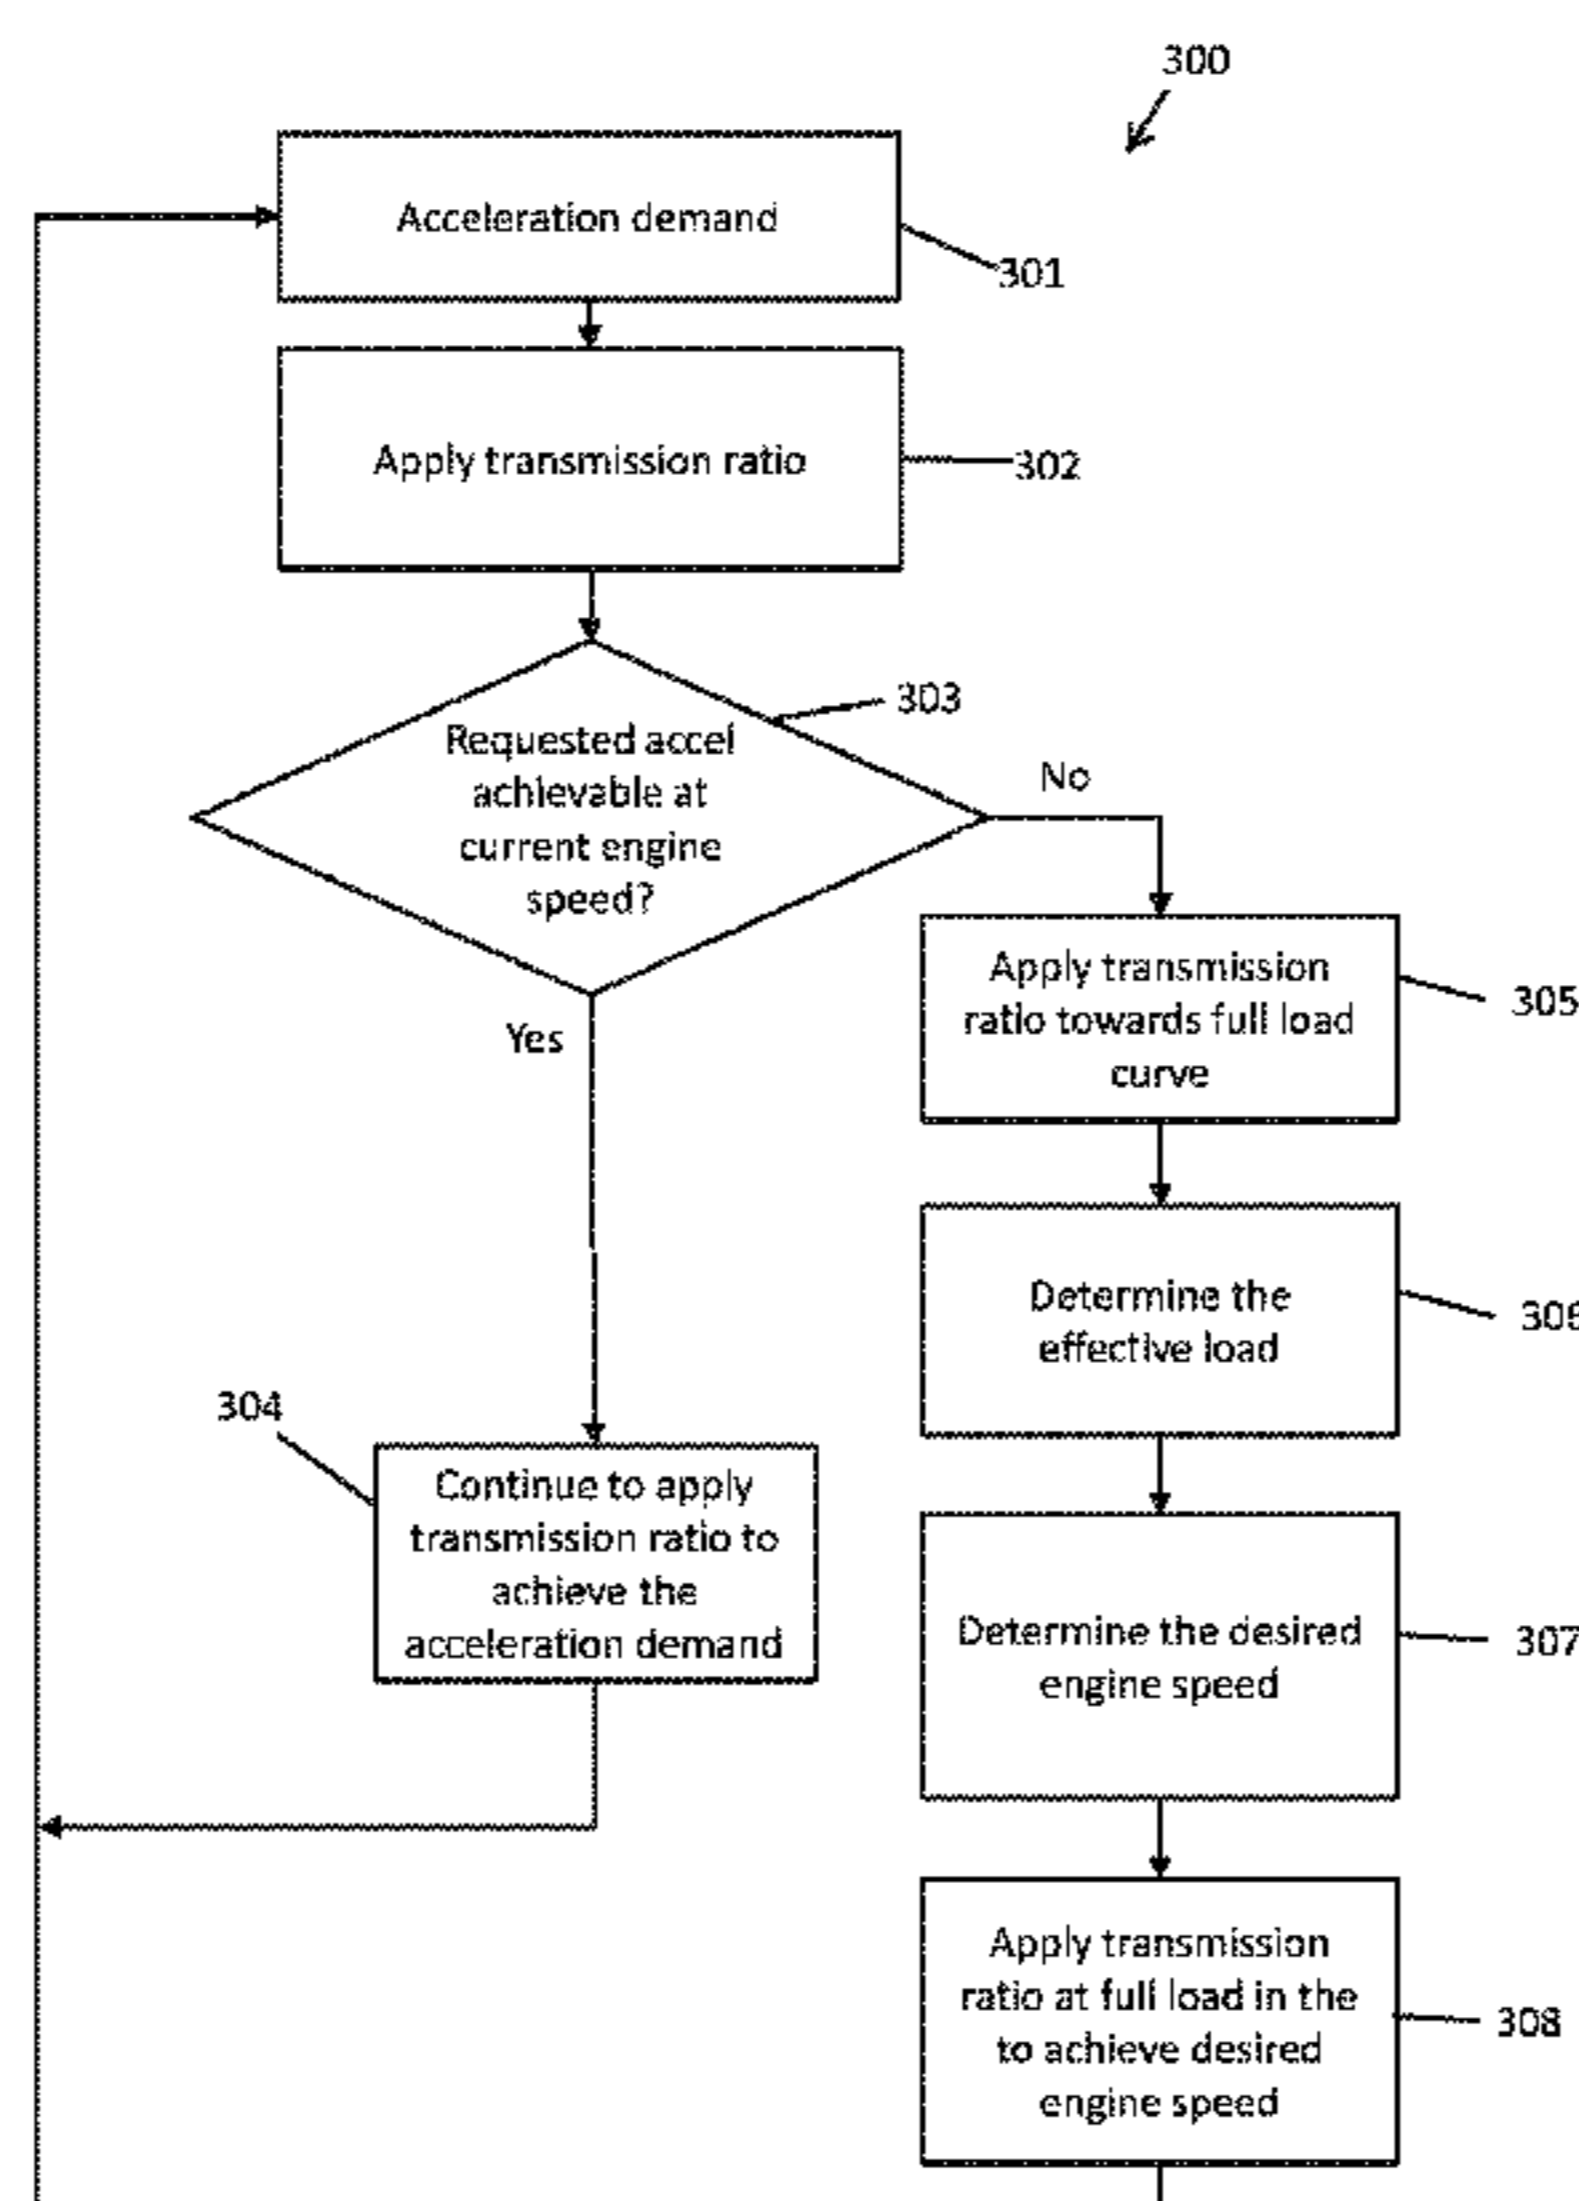 300
Acceleration demand
301
Apply transmission ratio
302
303
Requested accel
achievable at
current engine
speed?
No
Yes
Apply transmission
ratio towards full load
curve
305
Determine the
effective load
306
304
Continue to apply
transmission ratio to
achieve the
acceleration demand
Determine the desired
engine speed
307
Apply transmission
ratio at full load in the
to achieve desired
engine speed
308